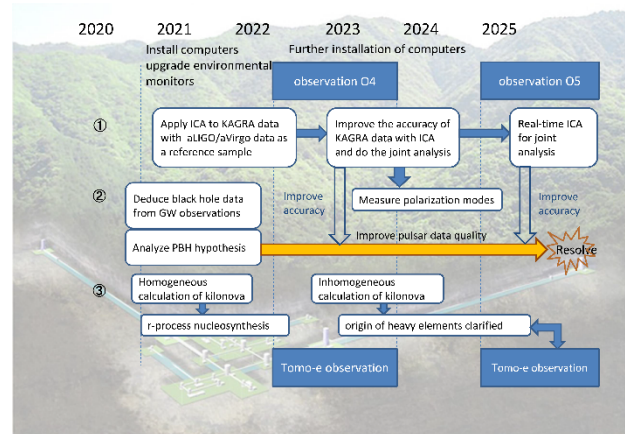 2020 2021 2022 2023 2024 2025
Install computers
upgrade environmental
monitors
Further installation of computers
observation O4
observation O5
①
Apply ICA to KAGRA data
with aLIGO/aVirgo data as
a reference sample
Improve the accuracy of
KAGRA data with ICA
and do the joint analysis
Real-time ICA
for joint
analysis
②
Deduce black hole data
from GW observations
Improve
accuracy
Measure polarization modes
Improve
accuracy
Analyze PBH hypothesis
Improve pulsar data quality
Resolve
③
Homogeneous
calculation of kilonova
Inhomogeneous
calculation of kilonova
r-process nucleosynthesis
origin of heavy elements clarified
Tomo-e observation
Tomo-e observation